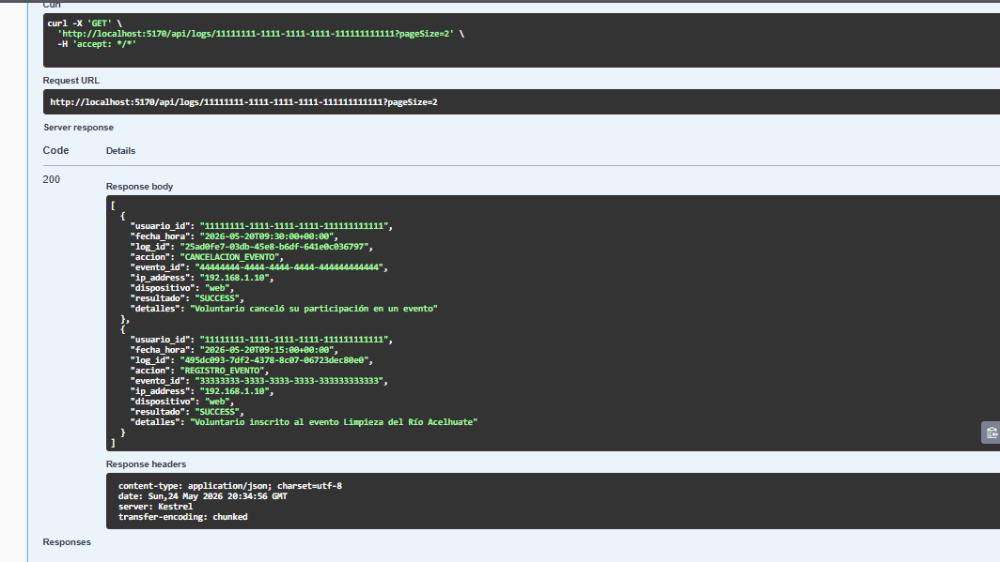 Curl
curl -X 'GET' \
'http://localhost:5170/api/logs/11111111-1111-1111-1111-111111111111?pageSize=2' \
-H 'accept: */*'
Request URL
http://localhost:5170/api/logs/11111111-1111-1111-1111-111111111111?pageSize=2
Server response
Code Details
200
Response body
[
{
"usuario_id": "11111111-1111-1111-1111-111111111111",
"fecha_hora": "2026-05-20T09:30:00+00:00",
"log_id": "25ad0fe7-03db-45e8-b6df-641e0c036797",
"accion": "CANCELACION_EVENTO",
"evento_id": "44444444-4444-4444-4444-444444444444",
"ip_address": "192.168.1.10",
"dispositivo": "web",
"resultado": "SUCCESS",
"detalles": "Voluntario canceló su participación en un evento"
},
{
"usuario_id": "11111111-1111-1111-1111-111111111111",
"fecha_hora": "2026-05-20T09:15:00+00:00",
"log_id": "495dc093-7df2-4378-8c07-06723dec80e0",
"accion": "REGISTRO_EVENTO",
"evento_id": "33333333-3333-3333-3333-333333333333",
"ip_address": "192.168.1.10",
"dispositivo": "web",
"resultado": "SUCCESS",
"detalles": "Voluntario inscrito al evento Limpieza del Río Acelhuate"
}
]
Response headers
content-type: application/json; charset=utf-8
date: Sun,24 May 2026 20:34:56 GMT
server: Kestrel
transfer-encoding: chunked
Responses